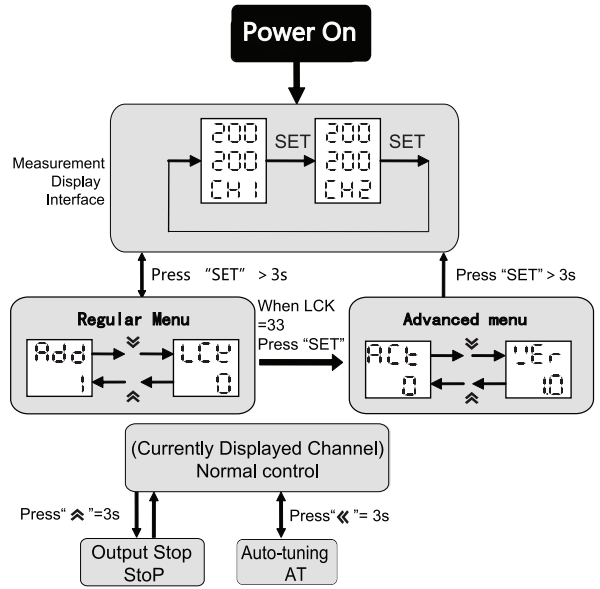 Power On
200
200
CH1
SET
200
200
CH2
SET
Measurement
Display
Interface
Press “SET” > 3s
Press “SET” > 3s
Regular Menu
Add
1
LCK
0
When LCK
=33
Press “SET”
Advanced menu
ACt
0
VEr
1.0
(Currently Displayed Channel)
Normal control
Press“ ︽ ”=3s
Press“《 ”= 3s
Output Stop
StoP
Auto-tuning
AT